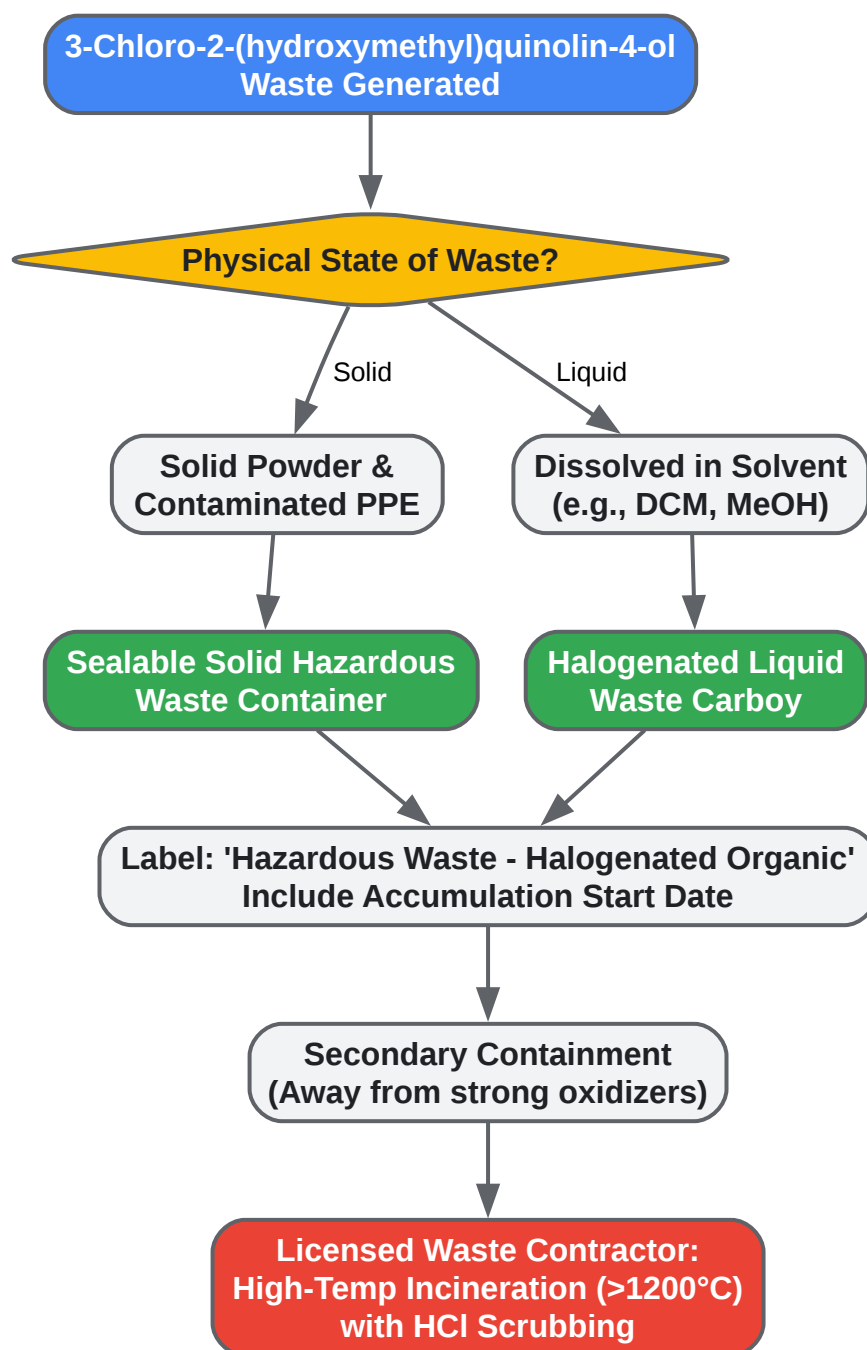 3-Chloro-2-(hydroxymethyl)quinolin-4-ol
Waste Generated
Physical State of Waste?
Solid
Liquid
Solid Powder &
Contaminated PPE
Dissolved in Solvent
(e.g., DCM, MeOH)
Sealable Solid Hazardous
Waste Container
Halogenated Liquid
Waste Carboy
Label: 'Hazardous Waste - Halogenated Organic'
Include Accumulation Start Date
Secondary Containment
(Away from strong oxidizers)
Licensed Waste Contractor:
High-Temp Incineration (>1200°C)
with HCl Scrubbing